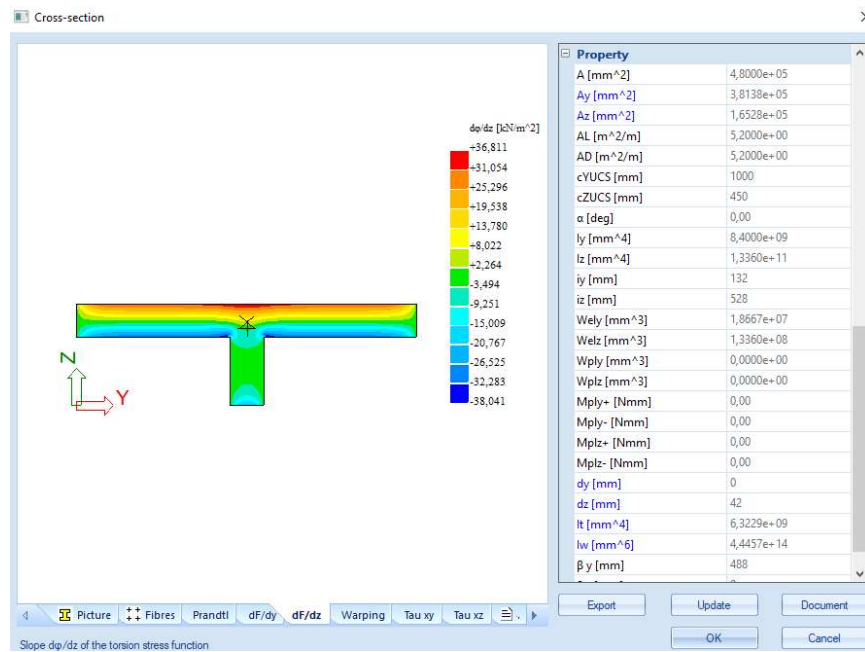 Cross-section
dφ/dz [kN/m^2]
+36,811
+31,054
+25,296
+19,538
+13,780
+8,022
+2,264
-3,494
-9,251
-15,009
-20,767
-26,525
-32,283
-38,041
Z
Y
Property
A [mm^2] 4,8000e+05
Ay [mm^2] 3,8138e+05
Az [mm^2] 1,6528e+05
AL [m^2/m] 5,2000e+00
AD [m^2/m] 5,2000e+00
cYUCS [mm] 1000
cZUCS [mm] 450
α [deg] 0,00
Iy [mm^4] 8,4000e+09
Iz [mm^4] 1,3360e+11
iy [mm] 132
iz [mm] 528
Wely [mm^3] 1,8667e+07
Welz [mm^3] 1,3360e+08
Wply [mm^3] 0,0000e+00
Wplz [mm^3] 0,0000e+00
Mply+ [Nmm] 0,00
Mply- [Nmm] 0,00
Mplz+ [Nmm] 0,00
Mplz- [Nmm] 0,00
dy [mm] 0
dz [mm] 42
It [mm^4] 6,3229e+09
Iw [mm^6] 4,4457e+14
β y [mm] 488
Picture Fibres Prandtl dF/dy dF/dz Warping Tau xy Tau xz
Export Update Document
OK Cancel
Slope dφ/dz of the torsion stress function